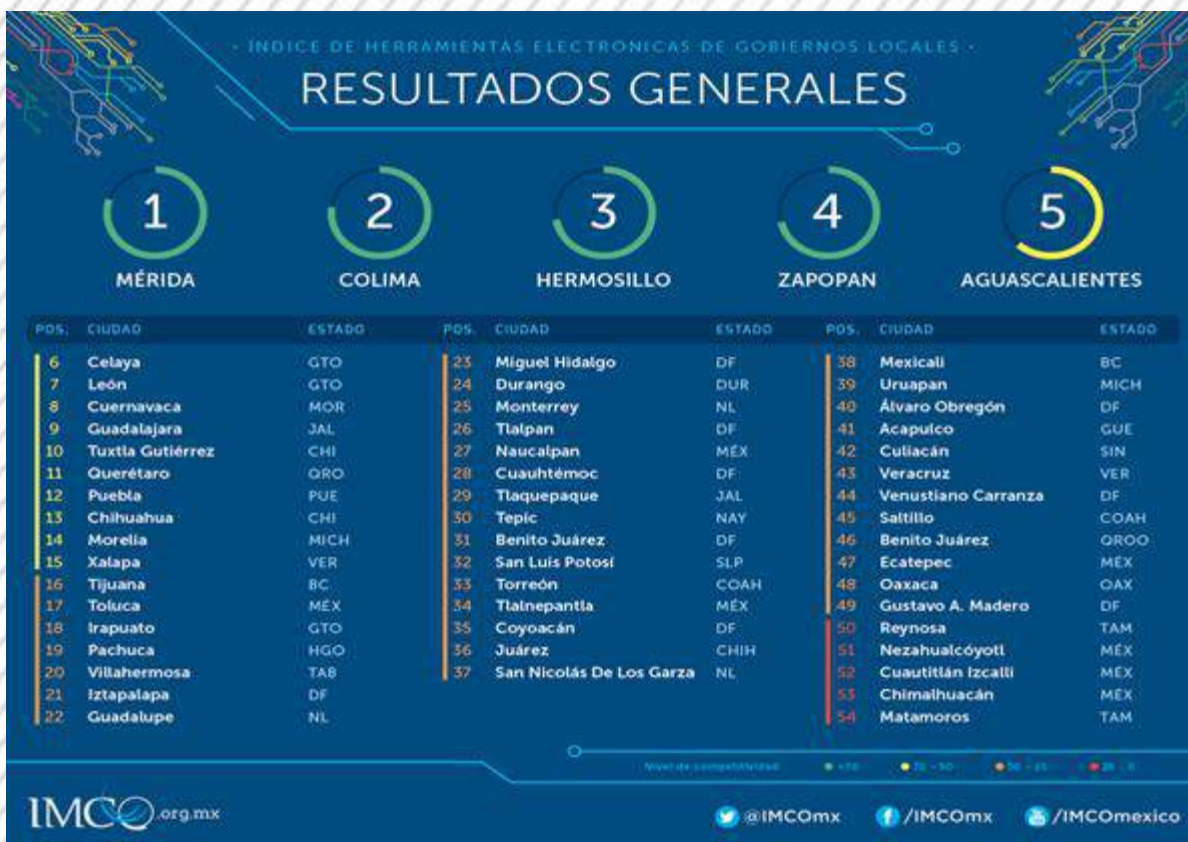 · ÍNDICE DE HERRAMIENTAS ELECTRÓNICAS DE GOBIERNOS LOCALES ·
RESULTADOS GENERALES
1 2 3 4 5
MÉRIDA COLIMA HERMOSILLO ZAPOPAN AGUASCALIENTES
POS. CIUDAD ESTADO POS. CIUDAD ESTADO POS. CIUDAD ESTADO
6 Celaya GTO 23 Miguel Hidalgo DF 38 Mexicali BC
7 León GTO 24 Durango DUR 39 Uruapan MICH
8 Cuernavaca MOR 25 Monterrey NL 40 Álvaro Obregón DF
9 Guadalajara JAL 26 Tlalpan DF 41 Acapulco GUE
10 Tuxtla Gutiérrez CHI 27 Naucalpan MÉX 42 Culiacán SIN
11 Querétaro QRO 28 Cuauhtémoc DF 43 Veracruz VER
12 Puebla PUE 29 Tlaquepaque JAL 44 Venustiano Carranza DF
13 Chihuahua CHI 30 Tepic NAY 45 Saltillo COAH
14 Morelia MICH 31 Benito Juárez DF 46 Benito Juárez QROO
15 Xalapa VER 32 San Luis Potosí SLP 47 Ecatepec MÉX
16 Tijuana BC 33 Torreón COAH 48 Oaxaca OAX
17 Toluca MÉX 34 Tlalnepantla MÉX 49 Gustavo A. Madero DF
18 Irapuato GTO 35 Coyoacán DF 50 Reynosa TAM
19 Pachuca HGO 36 Juárez CHIH 51 Nezahualcóyotl MÉX
20 Villahermosa TAB 37 San Nicolás De Los Garza NL 52 Cuautitlán Izcalli MÉX
21 Iztapalapa DF 53 Chimalhuacán MÉX
22 Guadalupe NL 54 Matamoros TAM
Nivel de competitividad
IMCO.org.mx @IMCOmx /IMCOmx /IMCOmexico